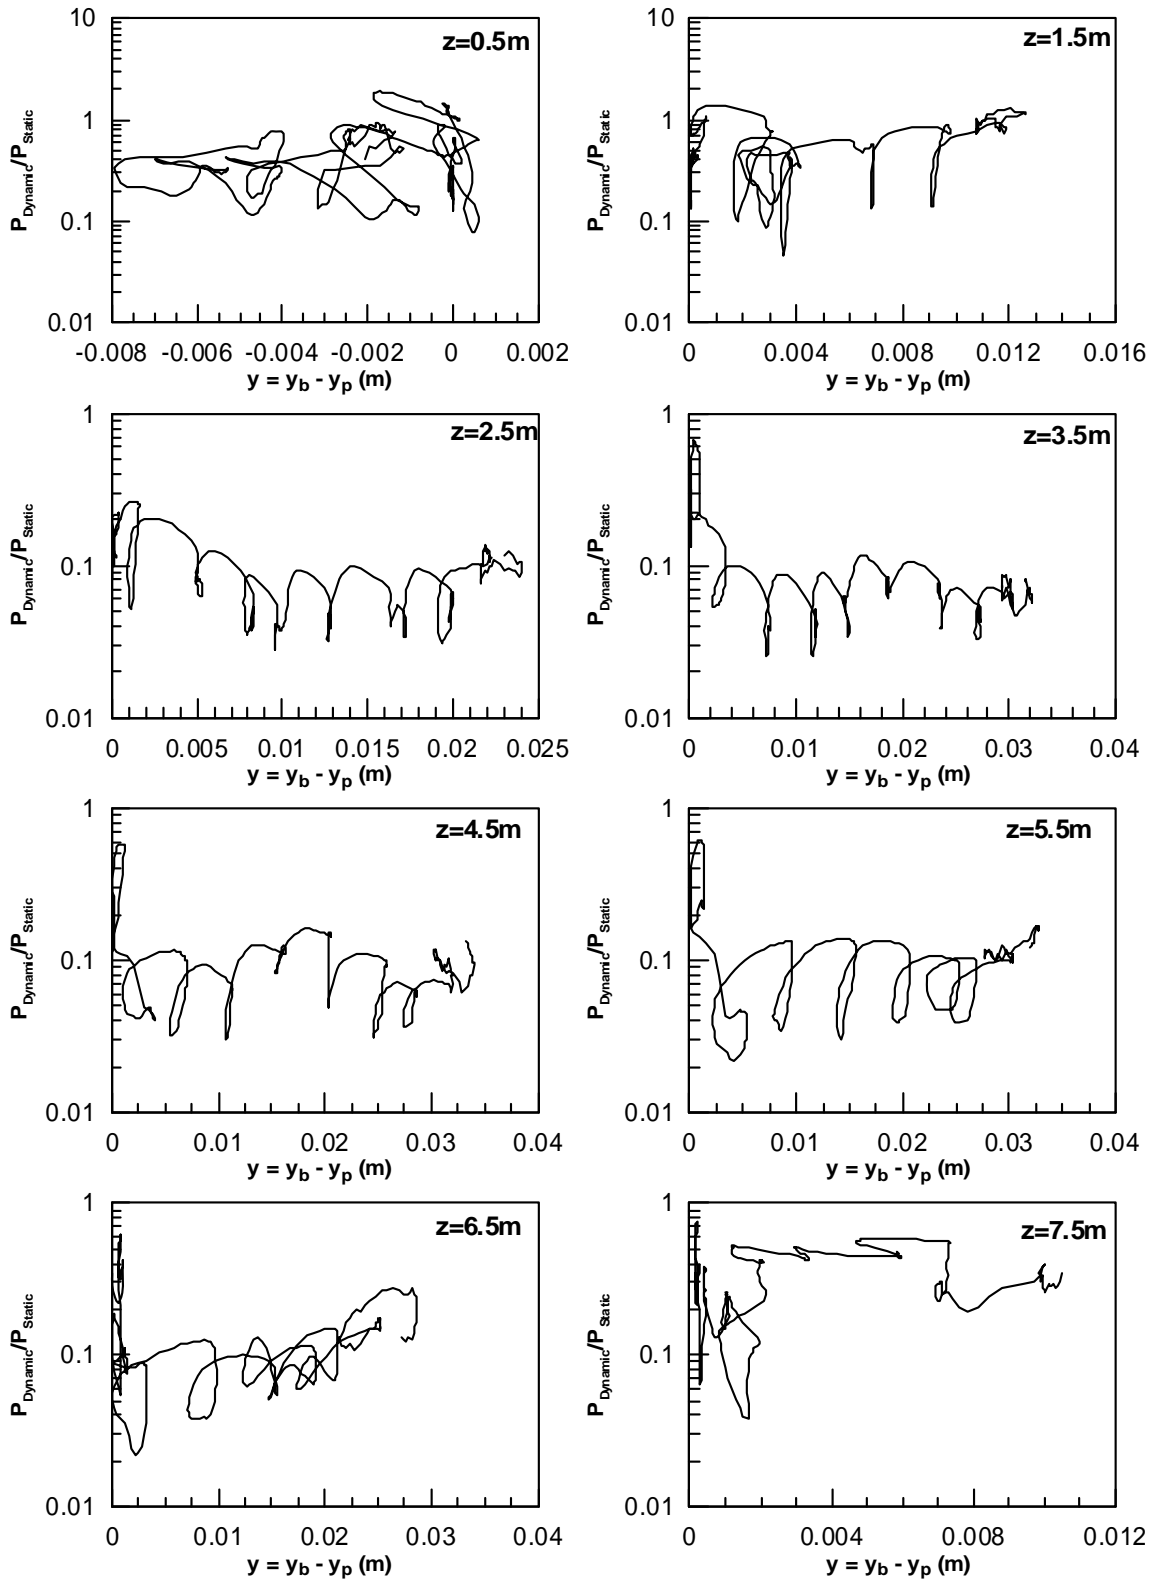 10
1
0.1
0.01
P_Dynamic/P_Static
z=0.5m
-0.008 -0.006 -0.004 -0.002 0 0.002
y = y_b - y_p (m)
10
1
0.1
0.01
P_Dynamic/P_Static
z=1.5m
0 0.004 0.008 0.012 0.016
y = y_b - y_p (m)
1
0.1
0.01
P_Dynamic/P_Static
z=2.5m
0 0.005 0.01 0.015 0.02 0.025
y = y_b - y_p (m)
1
0.1
0.01
P_Dynamic/P_Static
z=3.5m
0 0.01 0.02 0.03 0.04
y = y_b - y_p (m)
1
0.1
0.01
P_Dynamic/P_Static
z=4.5m
0 0.01 0.02 0.03 0.04
y = y_b - y_p (m)
1
0.1
0.01
P_Dynamic/P_Static
z=5.5m
0 0.01 0.02 0.03 0.04
y = y_b - y_p (m)
1
0.1
0.01
P_Dynamic/P_Static
z=6.5m
0 0.01 0.02 0.03 0.04
y = y_b - y_p (m)
1
0.1
0.01
P_Dynamic/P_Static
z=7.5m
0 0.004 0.008 0.012
y = y_b - y_p (m)